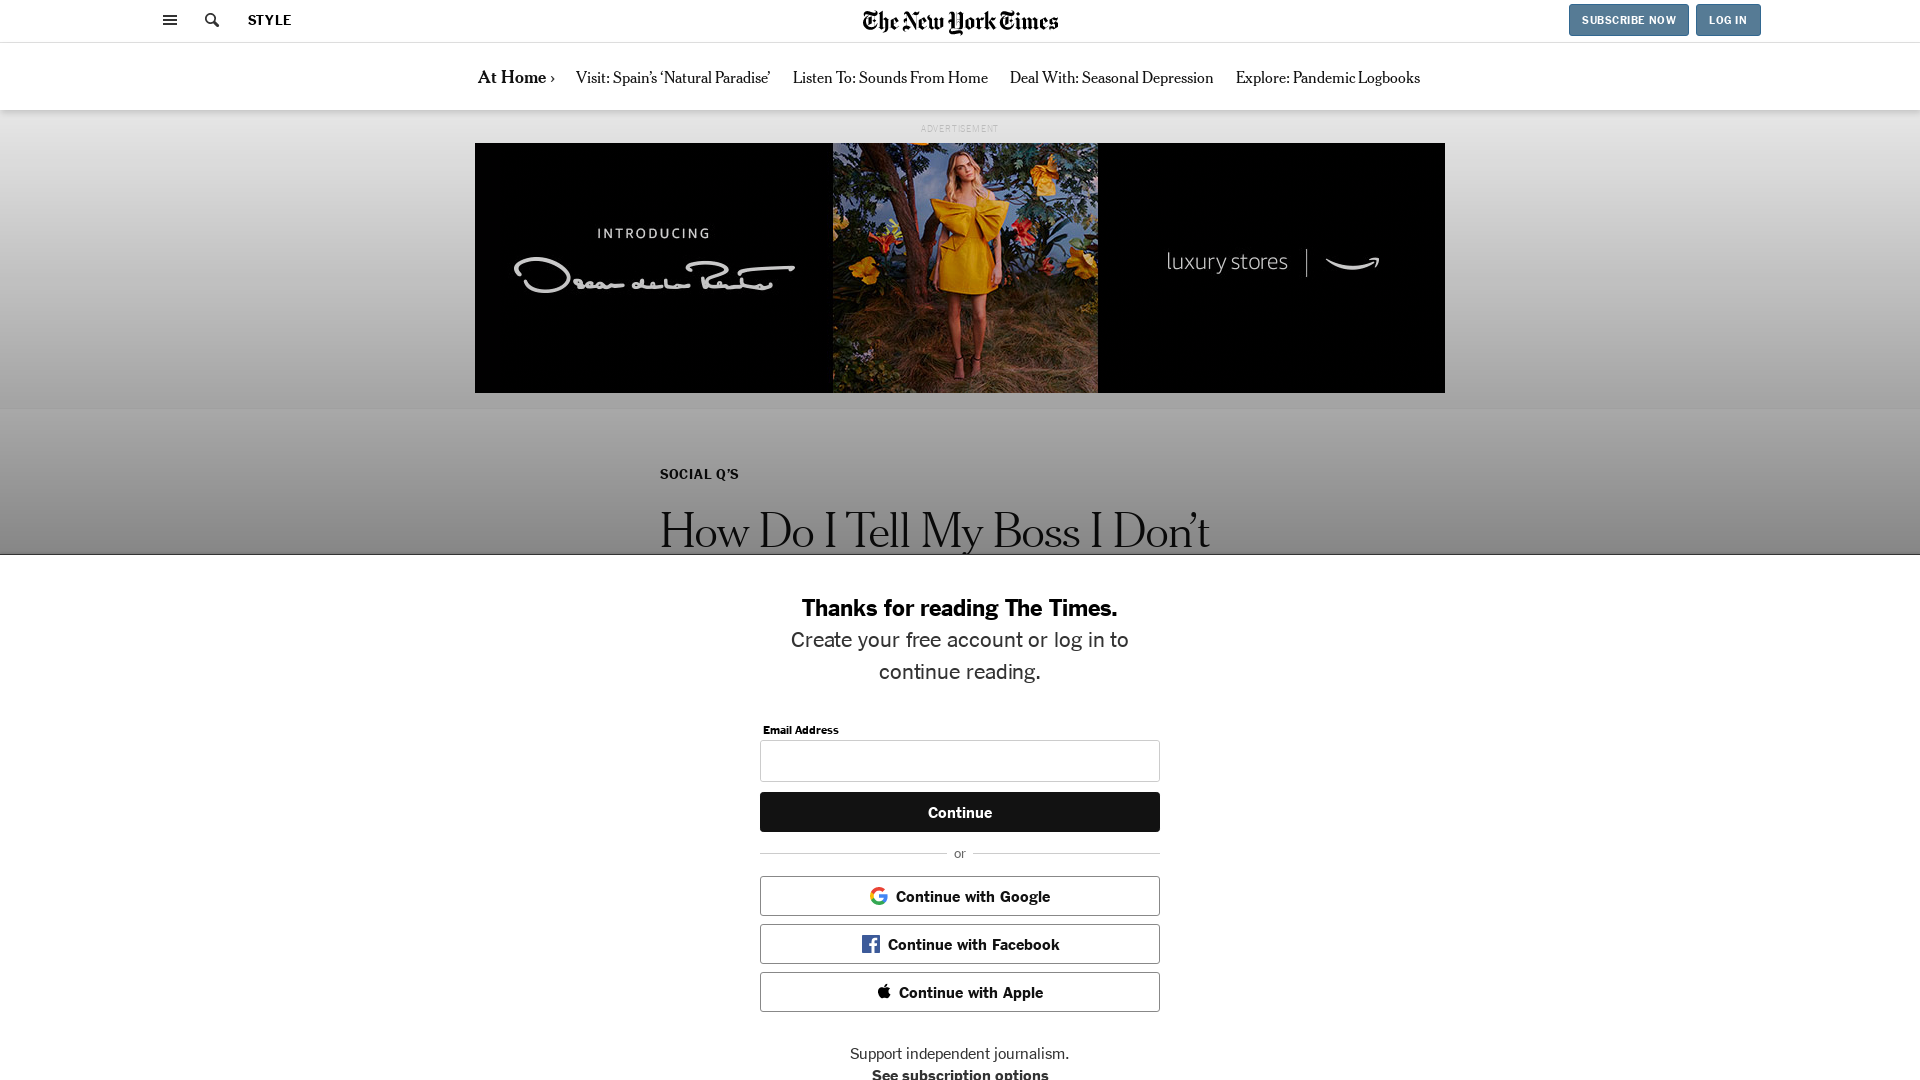 STYLE
The New York Times
SUBSCRIBE NOW
LOG IN
At Home ›
Visit: Spain's ‘Natural Paradise’
Listen To: Sounds From Home
Deal With: Seasonal Depression
Explore: Pandemic Logbooks
ADVERTISEMENT
INTRODUCING
Oscar de la Renta
luxury stores
SOCIAL Q’S
How Do I Tell My Boss I Don’t
Thanks for reading The Times.
Create your free account or log in to
continue reading.
Email Address
Continue
or
Continue with Google
Continue with Facebook
Continue with Apple
Support independent journalism.
See subscription options